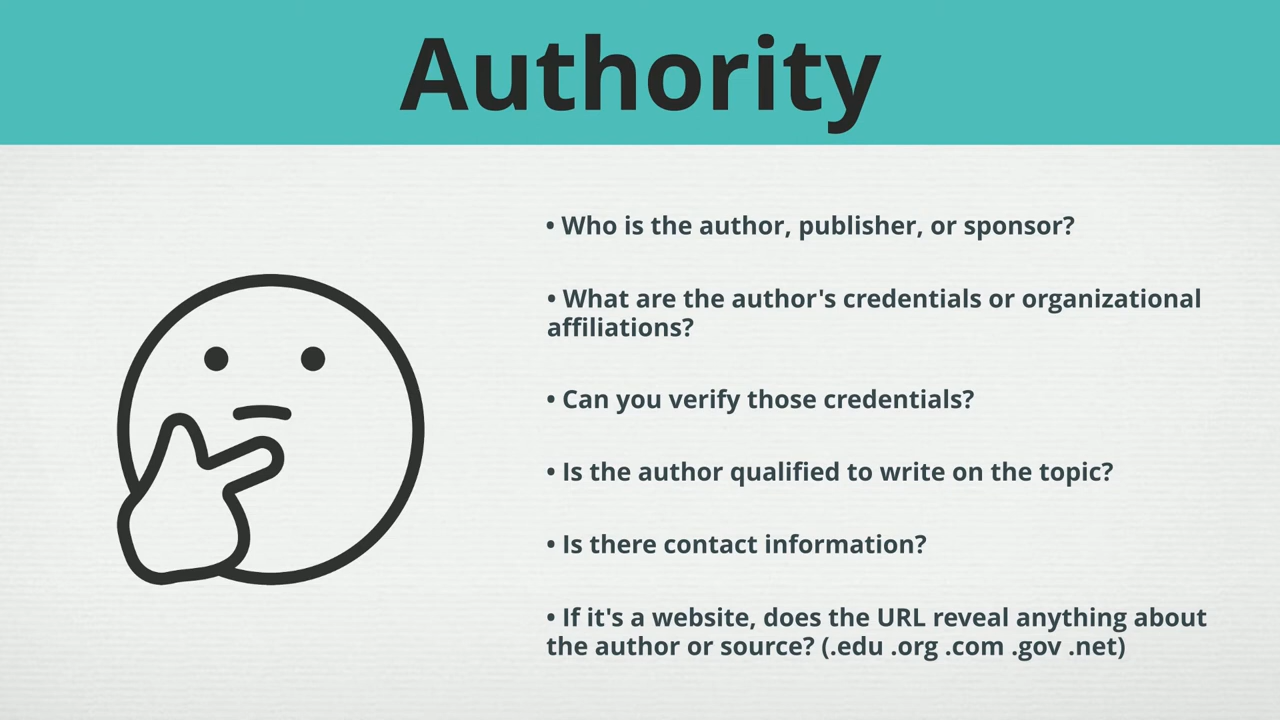 Authority
• Who is the author, publisher, or sponsor?
• What are the author's credentials or organizational
affiliations?
• Can you verify those credentials?
• Is the author qualified to write on the topic?
• Is there contact information?
• If it's a website, does the URL reveal anything about
the author or source? (.edu .org .com .gov .net)